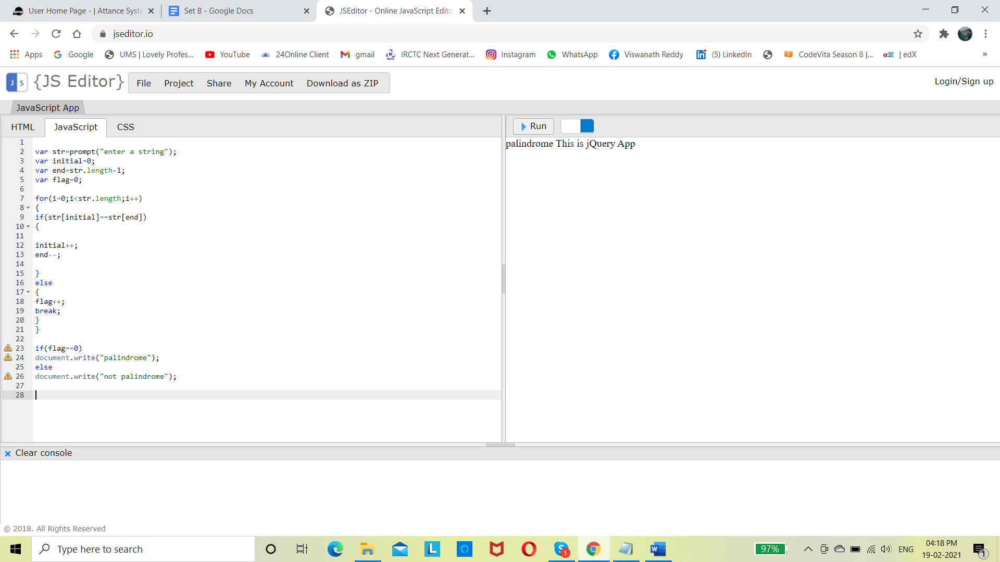 User Home Page - | Attance Syste
Set B - Google Docs
JSEditor - Online JavaScript Edito
jseditor.io
Apps
Google
UMS | Lovely Profes...
YouTube
24Online Client
gmail
IRCTC Next Generat...
Instagram
WhatsApp
Viswanath Reddy
(5) LinkedIn
CodeVita Season 8 |...
edX | edX
»
JS {JS Editor}
File
Project
Share
My Account
Download as ZIP
Login/Sign up
JavaScript App
HTML
JavaScript
CSS
Run
1
2 var str=prompt("enter a string");
3 var initial=0;
4 var end=str.length-1;
5 var flag=0;
6
7 for(i=0;i<str.length;i++)
8 {
9 if(str[initial]==str[end])
10 {
11
12 initial++;
13 end--;
14
15 }
16 else
17 {
18 flag++;
19 break;
20 }
21 }
22
23 if(flag==0)
24 document.write("palindrome");
25 else
26 document.write("not palindrome");
27
28
palindrome This is jQuery App
Clear console
© 2018. All Rights Reserved
Type here to search
L
1
97%
ENG
04:18 PM
19-02-2021
1